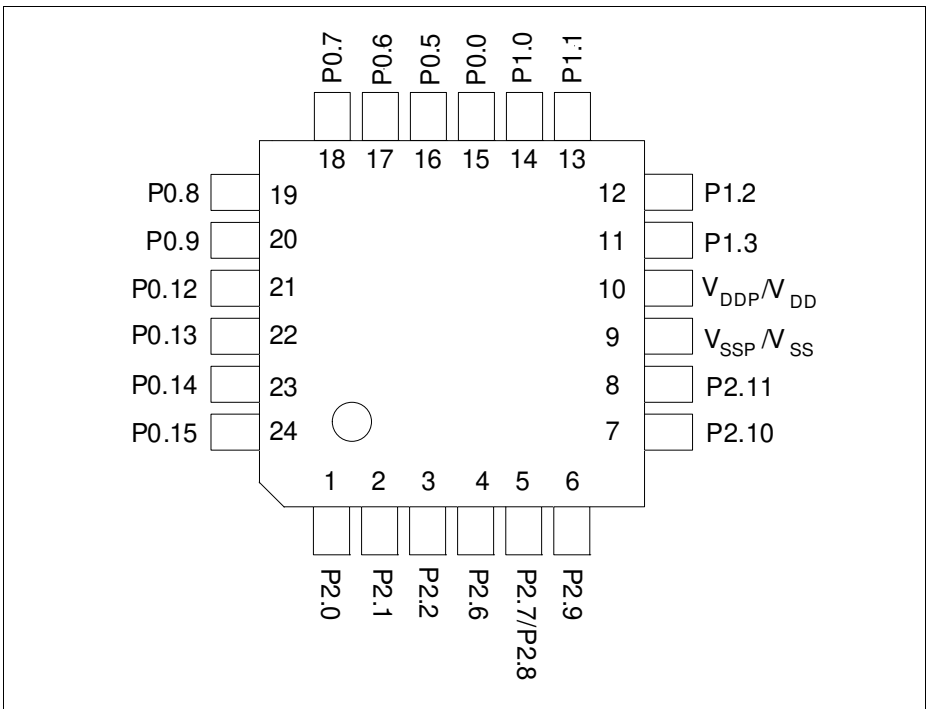 P0.7 P0.6 P0.5 P0.0 P1.0 P1.1
18 17 16 15 14 13
P0.8 19 12 P1.2
P0.9 20 11 P1.3
P0.12 21 10 VDDP/VDD
P0.13 22 9 VSSP/VSS
P0.14 23 8 P2.11
P0.15 24 7 P2.10
1 2 3 4 5 6
P2.0 P2.1 P2.2 P2.6 P2.7/P2.8 P2.9